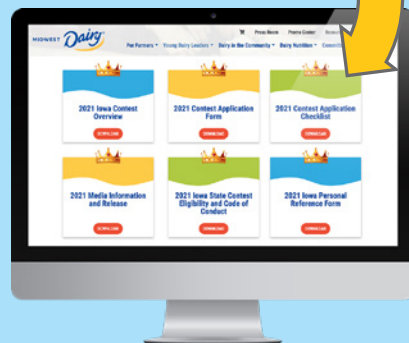 MIDWEST Dairy
Press Room Promo Center
For Farmers Young Dairy Leaders Dairy in the Community Dairy Nutrition
2021 Iowa Contest
Overview
DOWNLOAD
2021 Contest Application
Form
DOWNLOAD
2021 Contest Application
Checklist
DOWNLOAD
2021 Media Information
and Release
DOWNLOAD
2021 Iowa State Contest
Eligibility and Code of
Conduct
DOWNLOAD
2021 Iowa Personal
Reference Form
DOWNLOAD